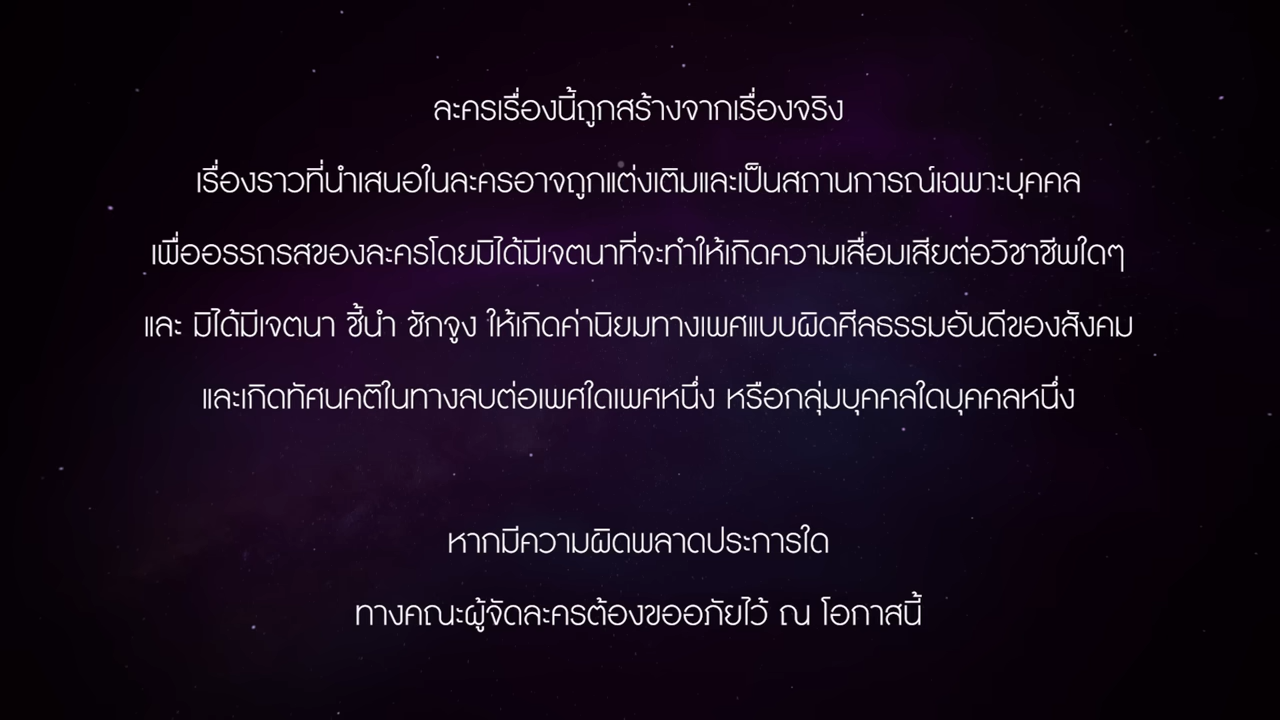 ละครเรื่องนี้ถูกสร้างจากเรื่องจริง
เรื่องราวที่นำเสนอในละครอาจถูกแต่งเติมและเป็นสถานการณ์เฉพาะบุคคล
เพื่ออรรถรสของละครโดยมิได้มีเจตนาที่จะทำให้เกิดความเสื่อมเสียต่อวิชาชีพใดๆ
และ มิได้มีเจตนา ชี้นำ ชักจูง ให้เกิดค่านิยมทางเพศแบบผิดศีลธรรมอันดีของสังคม
และเกิดทัศนคติในทางลบต่อเพศใดเพศหนึ่ง หรือกลุ่มบุคคลใดบุคคลหนึ่ง
หากมีความผิดพลาดประการใด
ทางคณะผู้จัดละครต้องขออภัยไว้ ณ โอกาสนี้